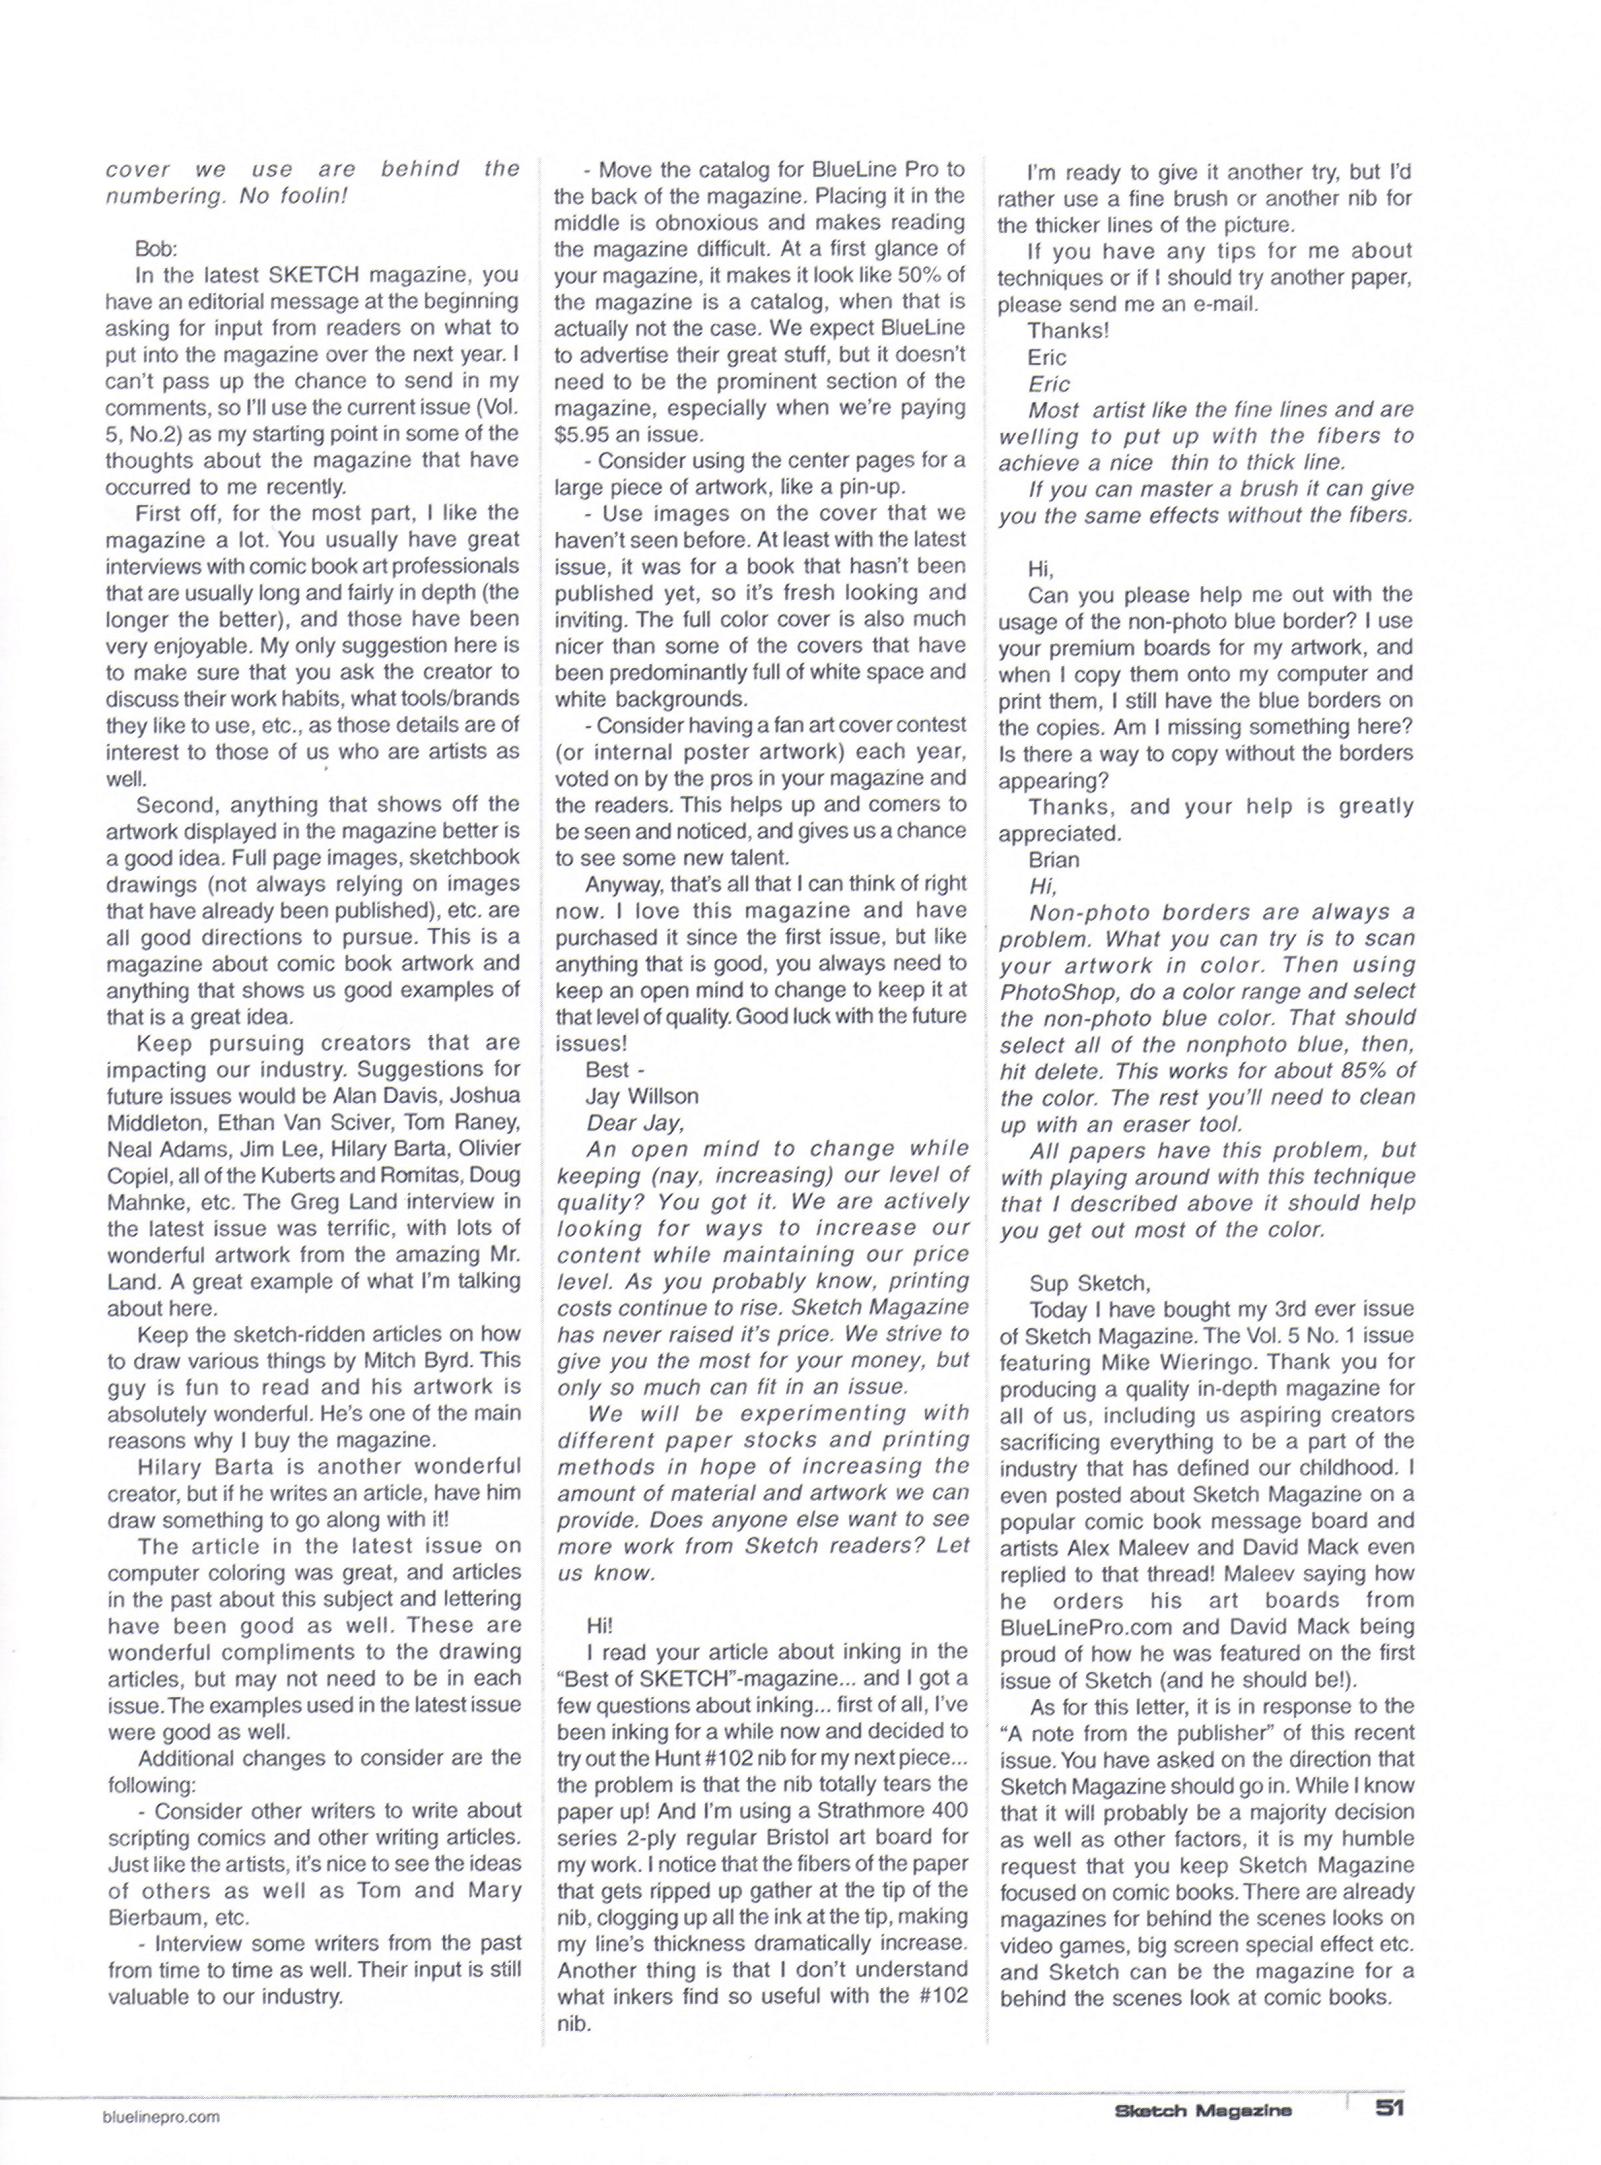 cover we use are behind the
numbering. No foolin!
Bob:
In the latest SKETCH magazine, you
have an editorial message at the beginning
asking for input from readers on what to
put into the magazine over the next year. I
can't pass up the chance to send in my
comments, so I'll use the current issue (Vol.
5, No.2) as my starting point in some of the
thoughts about the magazine that have
occurred to me recently.
First off, for the most part, I like the
magazine a lot. You usually have great
interviews with comic book art professionals
that are usually long and fairly in depth (the
longer the better), and those have been
very enjoyable. My only suggestion here is
to make sure that you ask the creator to
discuss their work habits, what tools/brands
they like to use, etc., as those details are of
interest to those of us who are artists as
well.
Second, anything that shows off the
artwork displayed in the magazine better is
a good idea. Full page images, sketchbook
drawings (not always relying on images
that have already been published), etc. are
all good directions to pursue. This is a
magazine about comic book artwork and
anything that shows us good examples of
that is a great idea.
Keep pursuing creators that are
impacting our industry. Suggestions for
future issues would be Alan Davis, Joshua
Middleton, Ethan Van Sciver, Tom Raney,
Neal Adams, Jim Lee, Hilary Barta, Olivier
Copiel, all of the Kuberts and Romitas, Doug
Mahnke, etc. The Greg Land interview in
the latest issue was terrific, with lots of
wonderful artwork from the amazing Mr.
Land. A great example of what I'm talking
about here.
Keep the sketch-ridden articles on how
to draw various things by Mitch Byrd. This
guy is fun to read and his artwork is
absolutely wonderful. He's one of the main
reasons why I buy the magazine.
Hilary Barta is another wonderful
creator, but if he writes an article, have him
draw something to go along with it!
The article in the latest issue on
computer coloring was great, and articles
in the past about this subject and lettering
have been good as well. These are
wonderful compliments to the drawing
articles, but may not need to be in each
issue. The examples used in the latest issue
were good as well.
Additional changes to consider are the
following:
- Consider other writers to write about
scripting comics and other writing articles.
Just like the artists, it's nice to see the ideas
of others as well as Tom and Mary
Bierbaum, etc.
- Interview some writers from the past
from time to time as well. Their input is still
valuable to our industry.
- Move the catalog for BlueLine Pro to
the back of the magazine. Placing it in the
middle is obnoxious and makes reading
the magazine difficult. At a first glance of
your magazine, it makes it look like 50% of
the magazine is a catalog, when that is
actually not the case. We expect BlueLine
to advertise their great stuff, but it doesn't
need to be the prominent section of the
magazine, especially when we're paying
$5.95 an issue.
- Consider using the center pages for a
large piece of artwork, like a pin-up.
- Use images on the cover that we
haven't seen before. At least with the latest
issue, it was for a book that hasn't been
published yet, so it's fresh looking and
inviting. The full color cover is also much
nicer than some of the covers that have
been predominantly full of white space and
white backgrounds.
- Consider having a fan art cover contest
(or internal poster artwork) each year,
voted on by the pros in your magazine and
the readers. This helps up and comers to
be seen and noticed, and gives us a chance
to see some new talent.
Anyway, that's all that I can think of right
now. I love this magazine and have
purchased it since the first issue, but like
anything that is good, you always need to
keep an open mind to change to keep it at
that level of quality. Good luck with the future
issues!
Best -
Jay Willson
Dear Jay,
An open mind to change while
keeping (nay, increasing) our level of
quality? You got it. We are actively
looking for ways to increase our
content while maintaining our price
level. As you probably know, printing
costs continue to rise. Sketch Magazine
has never raised it's price. We strive to
give you the most for your money, but
only so much can fit in an issue.
We will be experimenting with
different paper stocks and printing
methods in hope of increasing the
amount of material and artwork we can
provide. Does anyone else want to see
more work from Sketch readers? Let
us know.
Hi!
I read your article about inking in the
"Best of SKETCH"-magazine... and I got a
few questions about inking... first of all, I've
been inking for a while now and decided to
try out the Hunt #102 nib for my next piece...
the problem is that the nib totally tears the
paper up! And I'm using a Strathmore 400
series 2-ply regular Bristol art board for
my work. I notice that the fibers of the paper
that gets ripped up gather at the tip of the
nib, clogging up all the ink at the tip, making
my line's thickness dramatically increase.
Another thing is that I don't understand
what inkers find so useful with the #102
nib.
I'm ready to give it another try, but I'd
rather use a fine brush or another nib for
the thicker lines of the picture.
If you have any tips for me about
techniques or if I should try another paper,
please send me an e-mail.
Thanks!
Eric
Eric
Most artist like the fine lines and are
welling to put up with the fibers to
achieve a nice thin to thick line.
If you can master a brush it can give
you the same effects without the fibers.
Hi,
Can you please help me out with the
usage of the non-photo blue border? I use
your premium boards for my artwork, and
when I copy them onto my computer and
print them, I still have the blue borders on
the copies. Am I missing something here?
Is there a way to copy without the borders
appearing?
Thanks, and your help is greatly
appreciated.
Brian
Hi,
Non-photo borders are always a
problem. What you can try is to scan
your artwork in color. Then using
PhotoShop, do a color range and select
the non-photo blue color. That should
select all of the nonphoto blue, then,
hit delete. This works for about 85% of
the color. The rest you'll need to clean
up with an eraser tool.
All papers have this problem, but
with playing around with this technique
that I described above it should help
you get out most of the color.
Sup Sketch,
Today I have bought my 3rd ever issue
of Sketch Magazine. The Vol. 5 No. 1 issue
featuring Mike Wieringo. Thank you for
producing a quality in-depth magazine for
all of us, including us aspiring creators
sacrificing everything to be a part of the
industry that has defined our childhood. I
even posted about Sketch Magazine on a
popular comic book message board and
artists Alex Maleev and David Mack even
replied to that thread! Maleev saying how
he orders his art boards from
BlueLinePro.com and David Mack being
proud of how he was featured on the first
issue of Sketch (and he should be!).
As for this letter, it is in response to the
"A note from the publisher" of this recent
issue. You have asked on the direction that
Sketch Magazine should go in. While I know
that it will probably be a majority decision
as well as other factors, it is my humble
request that you keep Sketch Magazine
focused on comic books. There are already
magazines for behind the scenes looks on
video games, big screen special effect etc.
and Sketch can be the magazine for a
behind the scenes look at comic books.
bluelinepro.com
Sketch Magazine
51